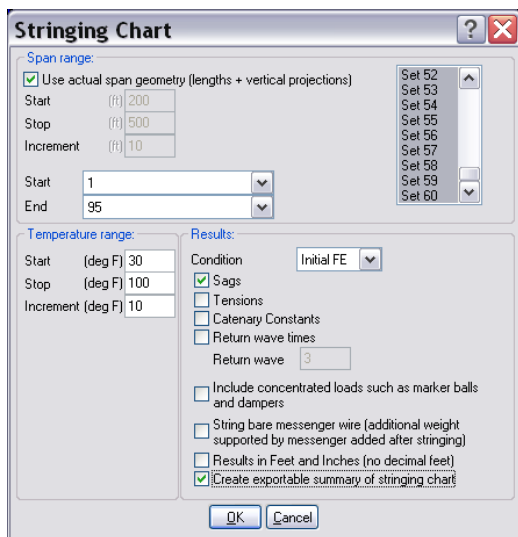 Stringing Chart
Span range:
Use actual span geometry (lengths + vertical projections)
Start (ft) 200
Stop (ft) 500
Increment (ft) 10
Start 1
End 95
Set 52
Set 53
Set 54
Set 55
Set 56
Set 57
Set 58
Set 59
Set 60
Temperature range:
Start (deg F) 30
Stop (deg F) 100
Increment (deg F) 10
Results:
Condition Initial FE
Sags
Tensions
Catenary Constants
Return wave times
Return wave 3
Include concentrated loads such as marker balls
and dampers
String bare messenger wire (additional weight
supported by messenger added after stringing)
Results in Feet and Inches (no decimal feet)
Create exportable summary of stringing chart
OK Cancel